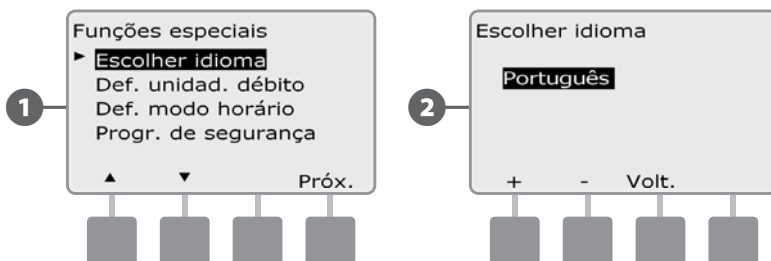 1
Funções especiais
► Escolher idioma
Def. unidad. débito
Def. modo horário
Progr. de segurança
▲ ▼ Próx.
2
Escolher idioma
Português
+ - Volt.